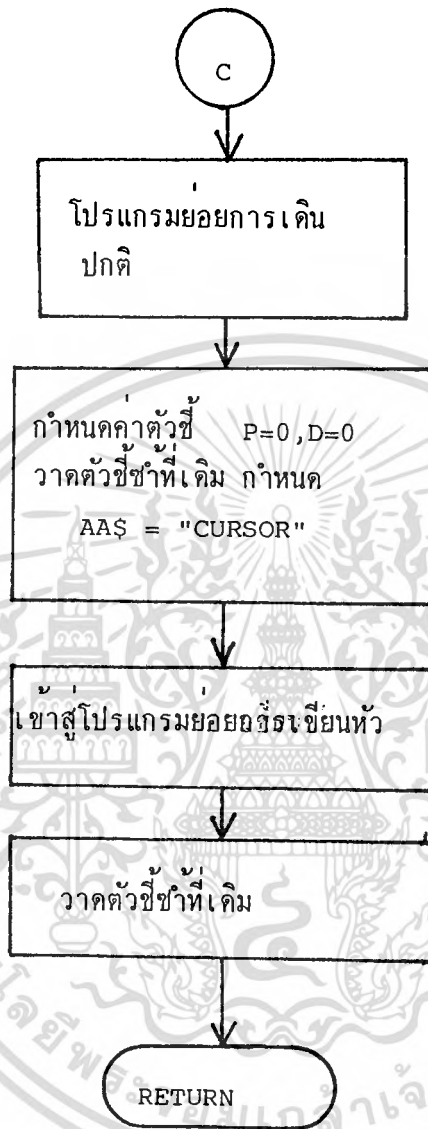 C
โปรแกรมย่อยการเดิน
ปกติ
กำหนดค่าตัวชี้ P=0,D=0
วาดตัวชี้ซ้ำที่เดิม กำหนด
AA$ = "CURSOR"
เข้าสู่โปรแกรมย่อย เขียนหัว
วาดตัวชี้ซ้ำที่เดิม
RETURN